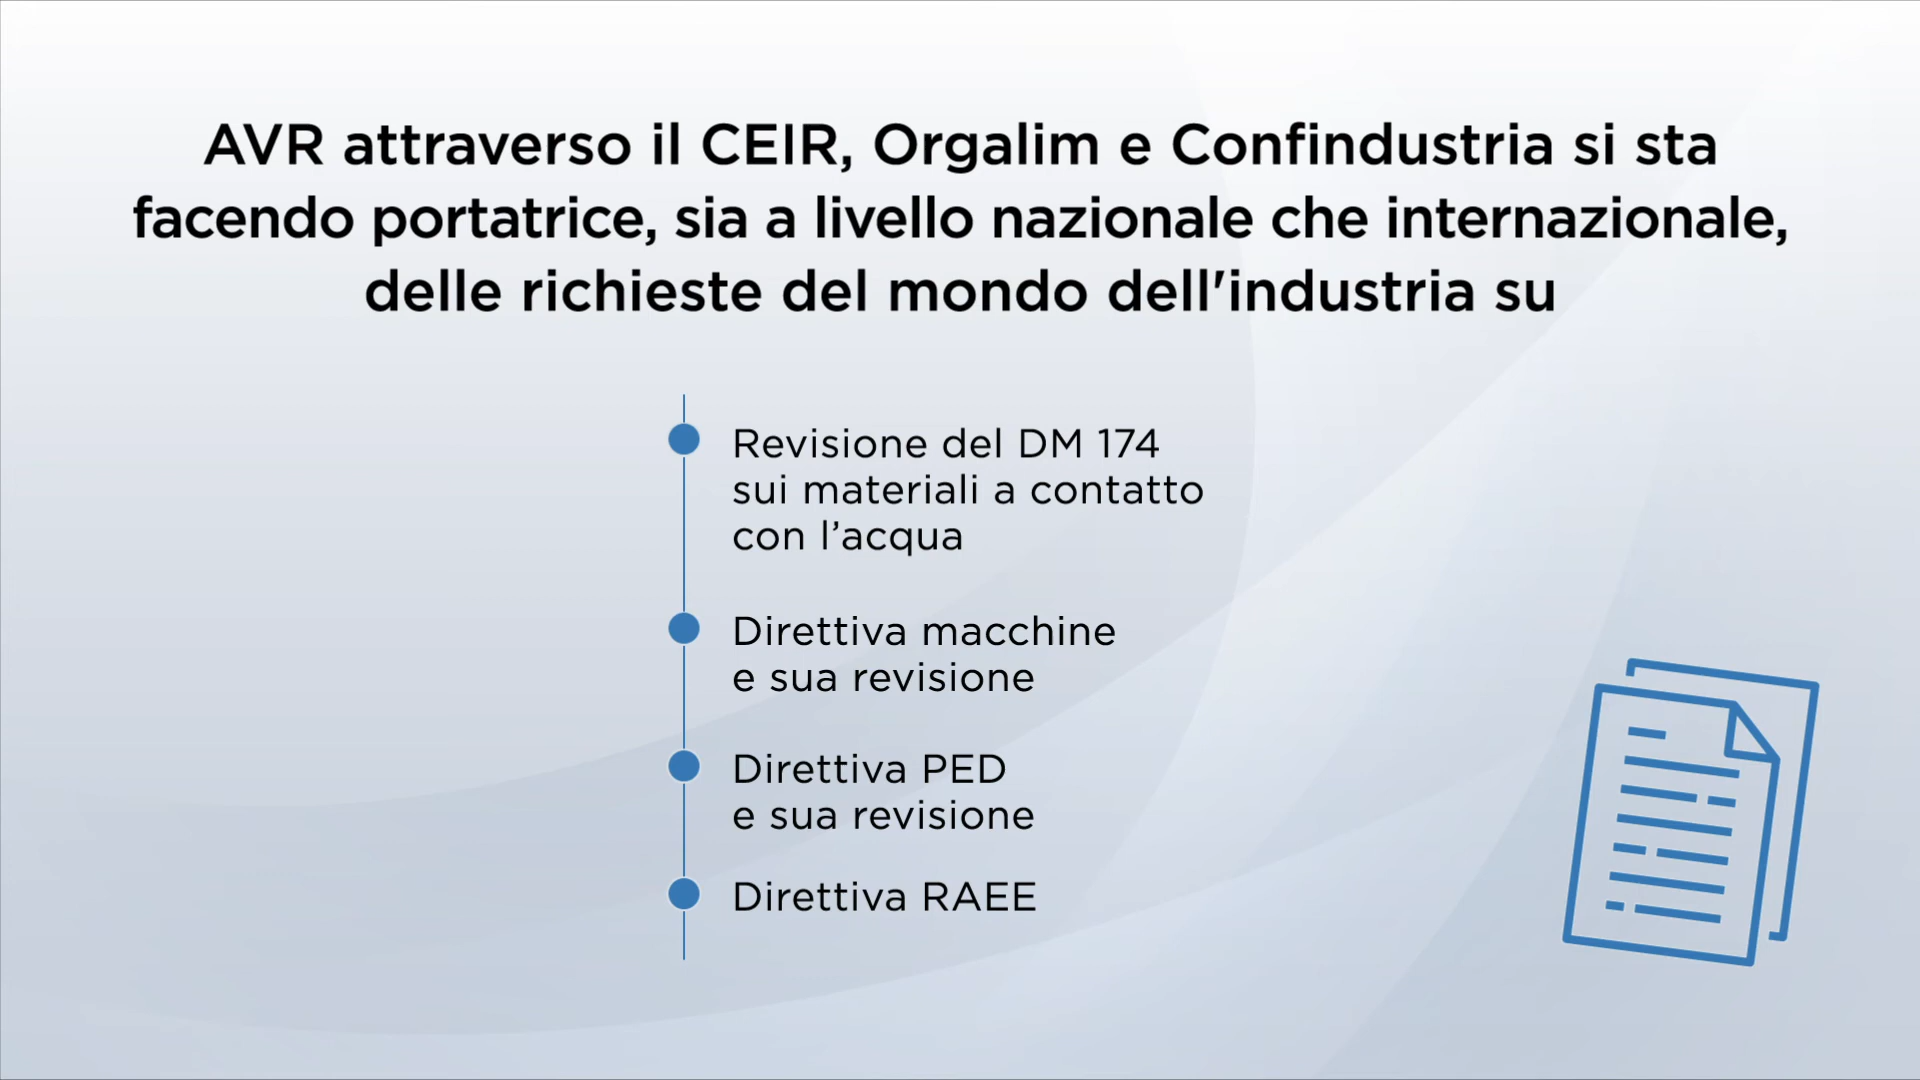 AVR attraverso il CEIR, Orgalim e Confindustria si sta
facendo portatrice, sia a livello nazionale che internazionale,
delle richieste del mondo dell'industria su
Revisione del DM 174
sui materiali a contatto
con l’acqua
Direttiva macchine
e sua revisione
Direttiva PED
e sua revisione
Direttiva RAEE